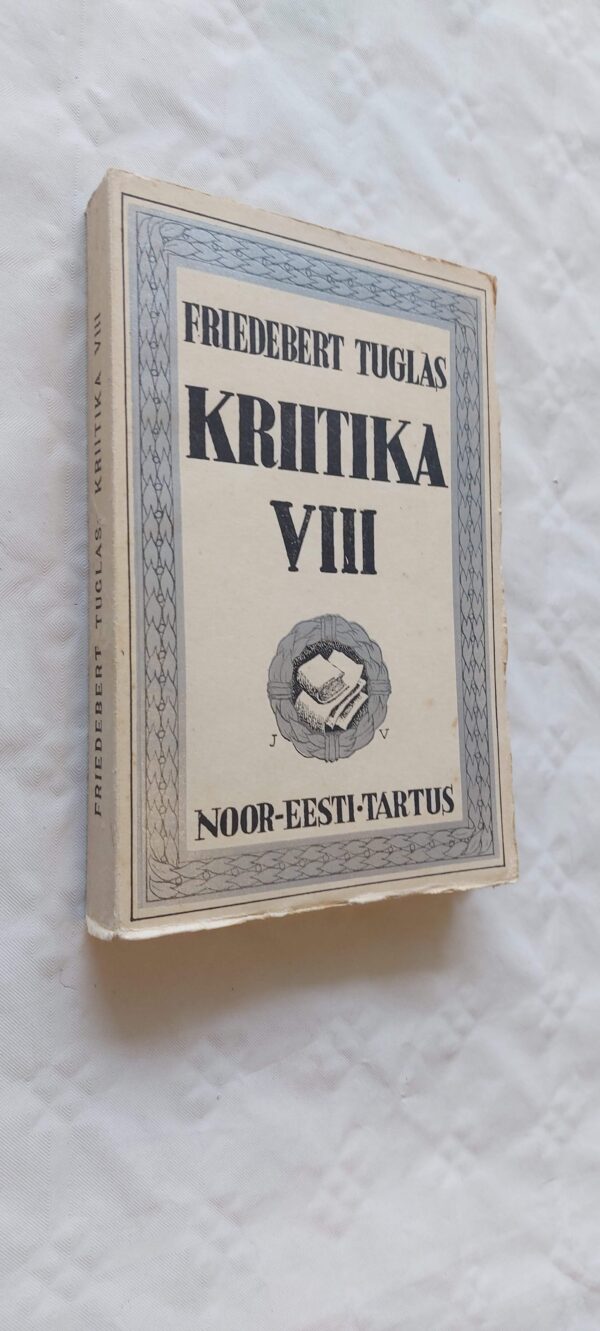 FRIEDEBERT TUGLAS
KRIITIKA
VIII
J V
NOOR-EESTI·TARTUS
FRIEDEBERT TUGLAS. KRIITIKA VIII